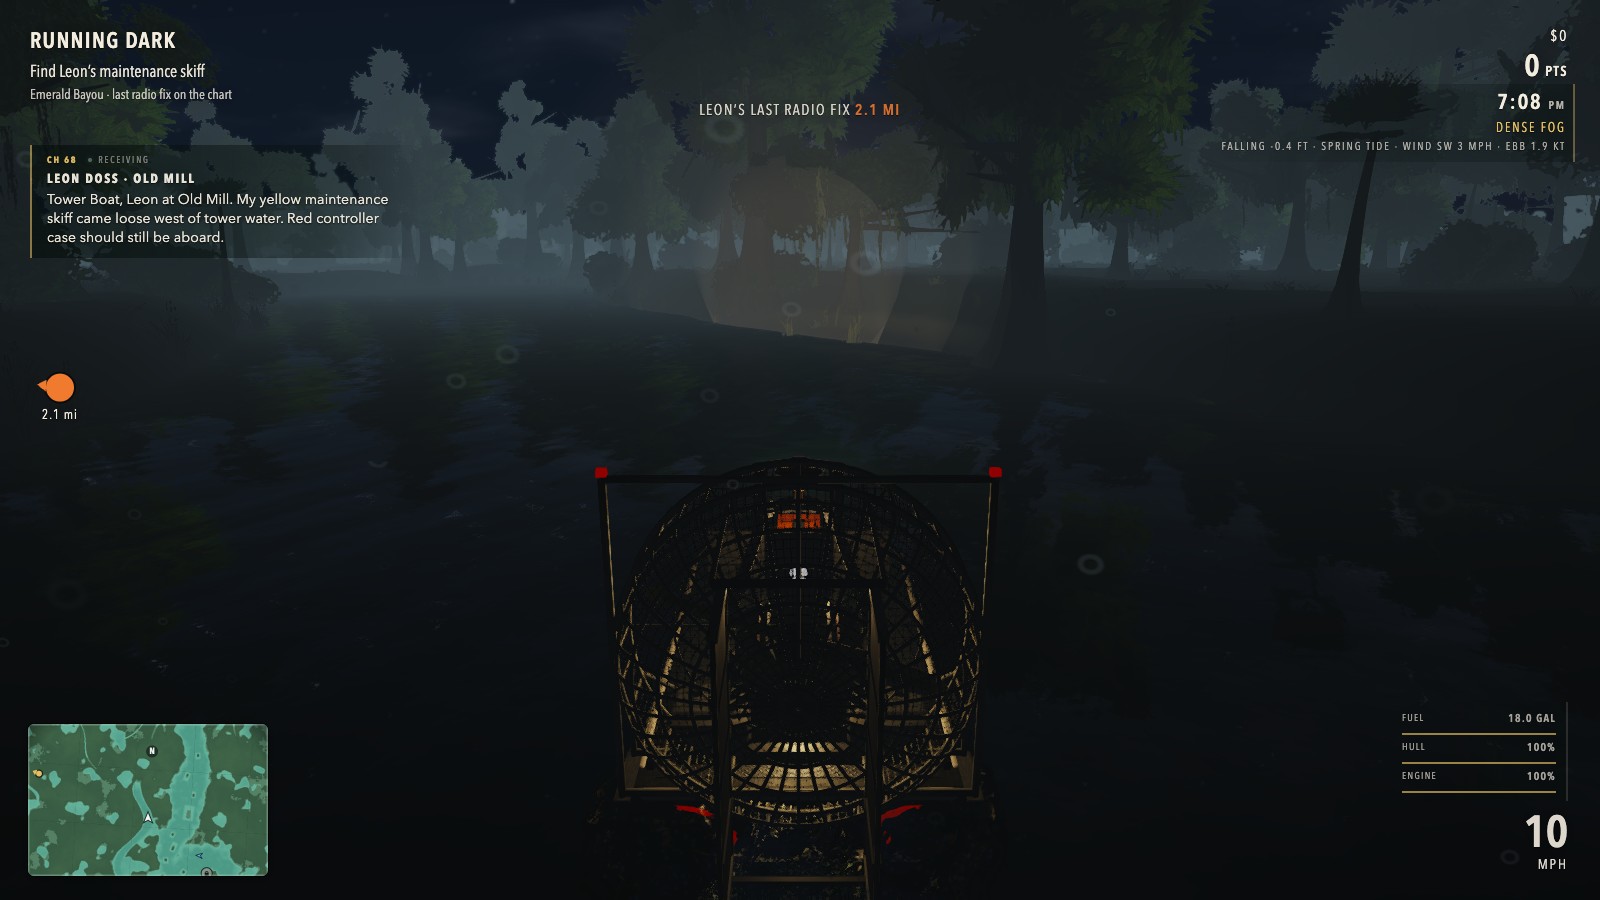 RUNNING DARK
Find Leon's maintenance skiff
Emerald Bayou · last radio fix on the chart
CH 68 RECEIVING
LEON DOSS · OLD MILL
Tower Boat, Leon at Old Mill. My yellow maintenance
skiff came loose west of tower water. Red controller
case should still be aboard.
LEON'S LAST RADIO FIX 2.1 MI
$0
0 PTS
7:08 PM
DENSE FOG
FALLING -0.4 FT · SPRING TIDE · WIND SW 3 MPH · EBB 1.9 KT
2.1 mi
N
FUEL 18.0 GAL
HULL 100%
ENGINE 100%
10
MPH